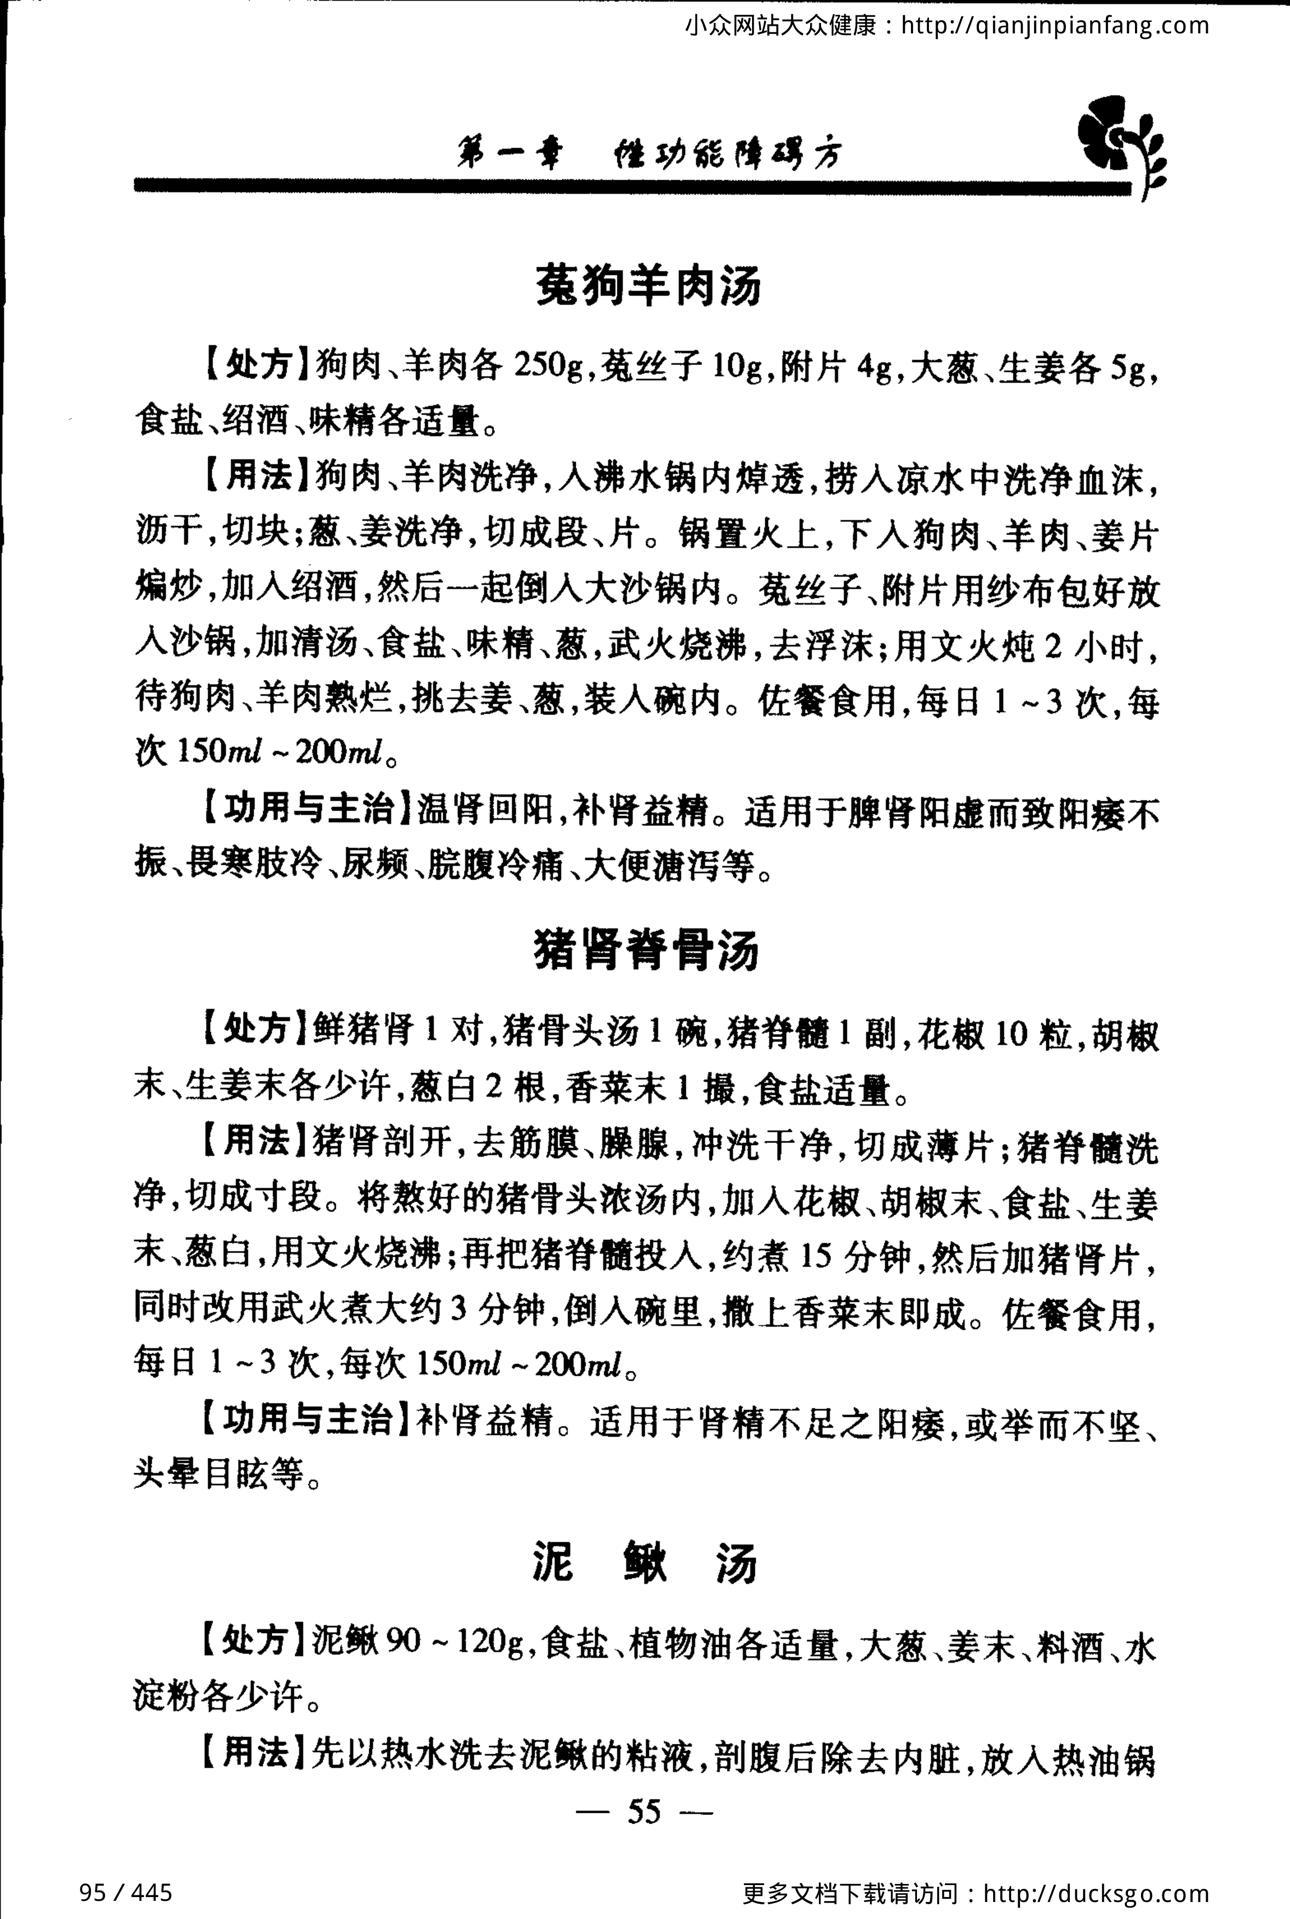 小众网站大众健康：http://qianjinpianfang.com
第一章 性功能障碍方
菟狗羊肉汤
【处方】狗肉、羊肉各 250g,菟丝子 10g,附片 4g,大葱、生姜各 5g,
食盐、绍酒、味精各适量。
【用法】狗肉、羊肉洗净,入沸水锅内焯透,捞入凉水中洗净血沫,
沥干,切块;葱、姜洗净,切成段、片。锅置火上,下入狗肉、羊肉、姜片
煸炒,加入绍酒,然后一起倒入大沙锅内。菟丝子、附片用纱布包好放
入沙锅,加清汤、食盐、味精、葱,武火烧沸,去浮沫;用文火炖 2 小时,
待狗肉、羊肉熟烂,挑去姜、葱,装入碗内。佐餐食用,每日 1 ~ 3 次,每
次 150ml ~ 200ml。
【功用与主治】温肾回阳,补肾益精。适用于脾肾阳虚而致阳痿不
振、畏寒肢冷、尿频、脘腹冷痛、大便溏泻等。
猪肾脊骨汤
【处方】鲜猪肾 1 对,猪骨头汤 1 碗,猪脊髓 1 副,花椒 10 粒,胡椒
末、生姜末各少许,葱白 2 根,香菜末 1 撮,食盐适量。
【用法】猪肾剖开,去筋膜、臊腺,冲洗干净,切成薄片;猪脊髓洗
净,切成寸段。将熬好的猪骨头浓汤内,加入花椒、胡椒末、食盐、生姜
末、葱白,用文火烧沸;再把猪脊髓投入,约煮 15 分钟,然后加猪肾片,
同时改用武火煮大约 3 分钟,倒入碗里,撒上香菜末即成。佐餐食用,
每日 1 ~ 3 次,每次 150ml ~ 200ml。
【功用与主治】补肾益精。适用于肾精不足之阳痿,或举而不坚、
头晕目眩等。
泥 鳅 汤
【处方】泥鳅 90 ~ 120g,食盐、植物油各适量,大葱、姜末、料酒、水
淀粉各少许。
【用法】先以热水洗去泥鳅的粘液,剖腹后除去内脏,放入热油锅
— 55 —
95 / 445
更多文档下载请访问：http://ducksgo.com